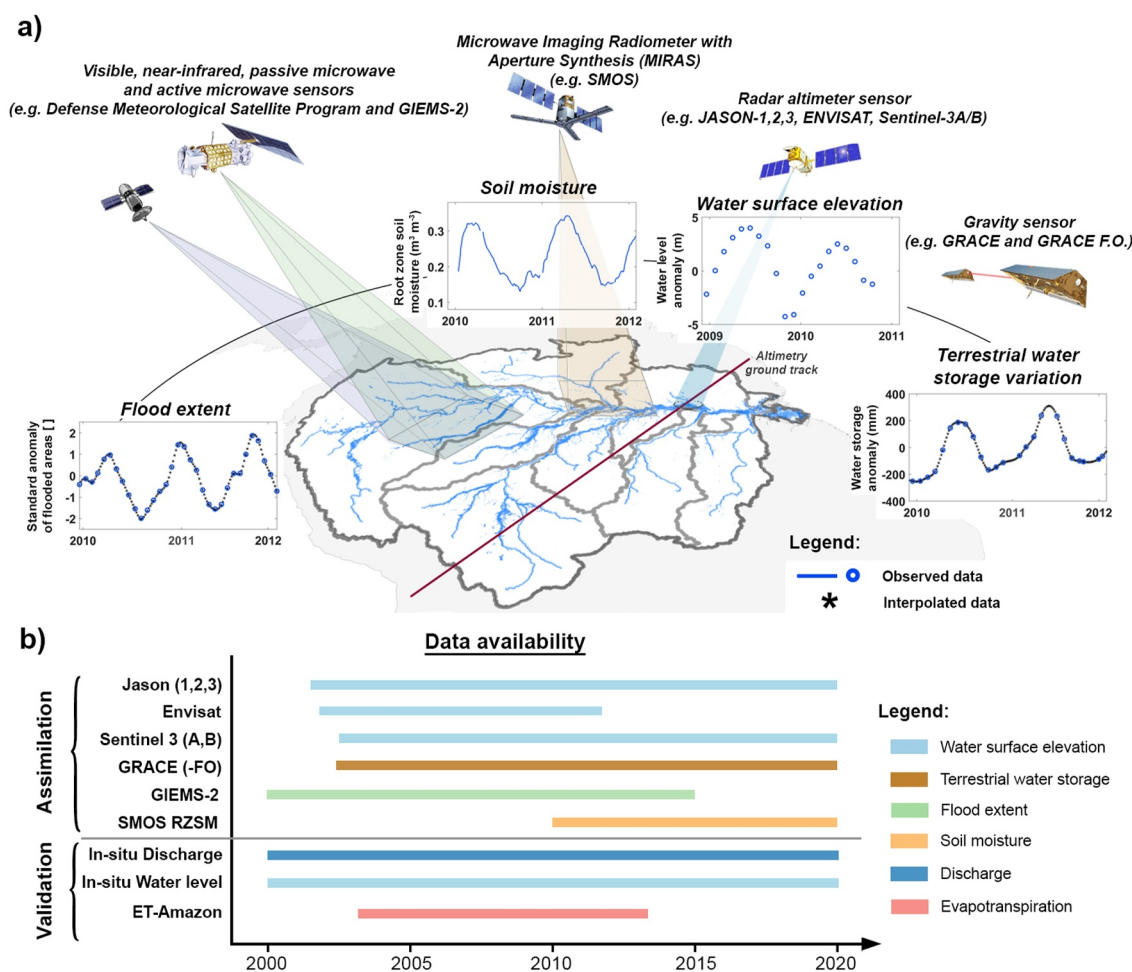 a)
Visible, near-infrared, passive microwave
and active microwave sensors
(e.g. Defense Meteorological Satellite Program and GIEMS-2)
Microwave Imaging Radiometer with
Aperture Synthesis (MIRAS)
(e.g. SMOS)
Radar altimeter sensor
(e.g. JASON-1,2,3, ENVISAT, Sentinel-3A/B)
Gravity sensor
(e.g. GRACE and GRACE F.O.)
Soil moisture
Root zone soil
moisture (m³ m³)
0.3
0.2
0.1
2010 2011 2012
Water surface elevation
Water level
anomaly (m)
5
0
-5
2009 2010 2011
Altimetry
ground track
Flood extent
Standard anomaly
of flooded areas [ ]
2
1
0
-1
-2
2010 2011 2012
Terrestrial water
storage variation
Water storage
anomaly (mm)
400
200
0
-200
-400
2010 2011 2012
Legend:
Observed data
* Interpolated data
b)
Data availability
Assimilation
Jason (1,2,3)
Envisat
Sentinel 3 (A,B)
GRACE (-FO)
GIEMS-2
SMOS RZSM
Validation
In-situ Discharge
In-situ Water level
ET-Amazon
2000 2005 2010 2015 2020
Legend:
Water surface elevation
Terrestrial water storage
Flood extent
Soil moisture
Discharge
Evapotranspiration